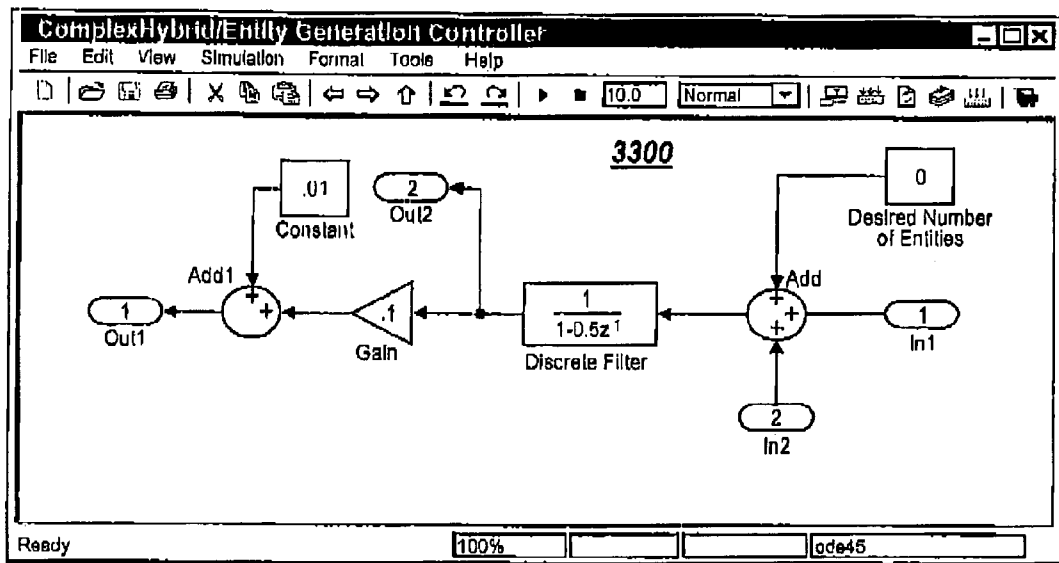 ComplexHybrid/Entity Generation Controller
File Edit View Simulation Format Tools Help
10.0 Normal
3300
.01
Constant
2
Out2
0
Desired Number
of Entities
Add1
+
+
1
Out1
.1
Gain
1
1-0.5z-1
Discrete Filter
Add
+
+
+
1
In1
2
In2
Ready 100% ode45